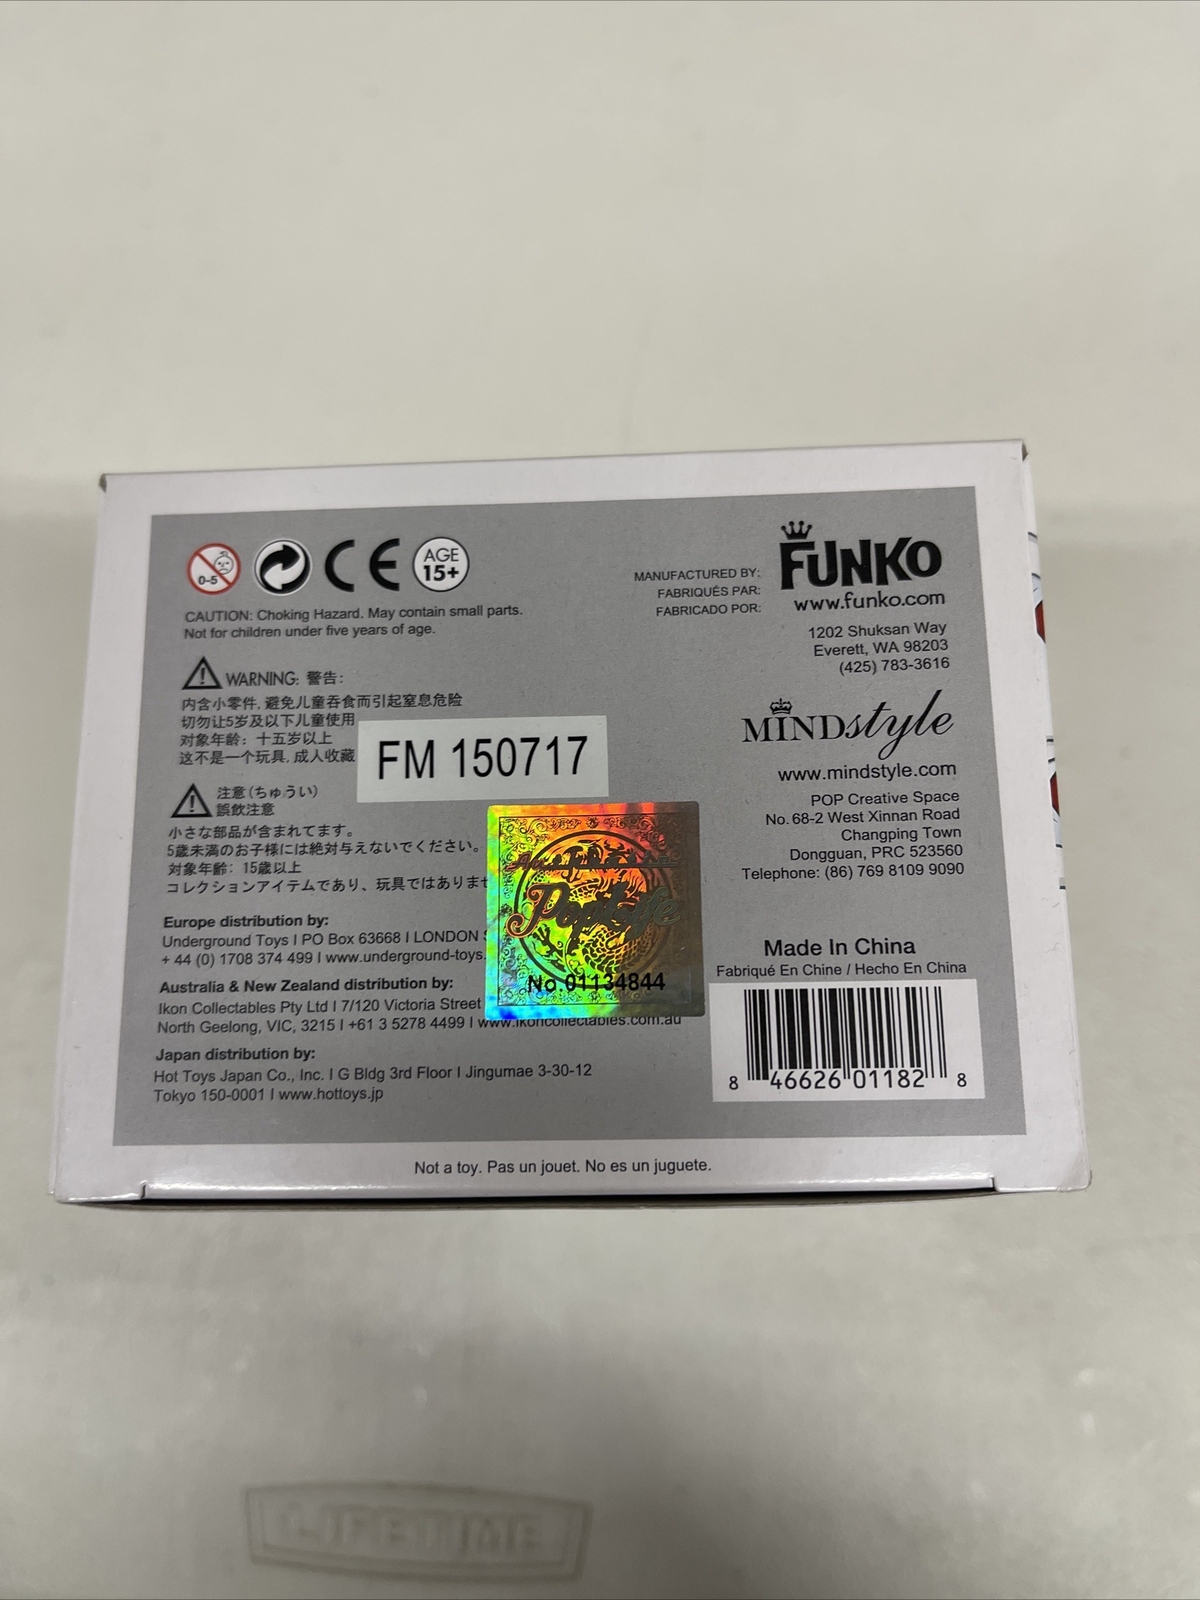 0-5
CE
AGE
15+
CAUTION: Choking Hazard. May contain small parts.
Not for children under five years of age.
WARNING: 警告:
内含小零件, 避免儿童吞食而引起窒息危险
切勿让5岁及以下儿童使用
对象年龄: 十五岁以上
这不是一个玩具, 成人收藏
FM 150717
注意(ちゅうい)
誤飲注意
小さな部品が含まれてます。
5歳未満のお子様には絶対与えないでください。
対象年齢: 15歳以上
コレクションアイテムであり、玩具ではありませ
Europe distribution by:
Underground Toys I PO Box 63668 I LONDON
+ 44 (0) 1708 374 499 I www.underground-toys.
Australia & New Zealand distribution by:
Ikon Collectables Pty Ltd I 7/120 Victoria Street
North Geelong, VIC, 3215 I +61 3 5278 4499 I www.ikoncollectables.com.au
Japan distribution by:
Hot Toys Japan Co., Inc. I G Bldg 3rd Floor I Jingumae 3-30-12
Tokyo 150-0001 I www.hottoys.jp
No.01134844
MANUFACTURED BY:
FABRIQUÉS PAR:
FABRICADO POR:
FUNKO
www.funko.com
1202 Shuksan Way
Everett, WA 98203
(425) 783-3616
MINDstyle
www.mindstyle.com
POP Creative Space
No. 68-2 West Xinnan Road
Changping Town
Dongguan, PRC 523560
Telephone: (86) 769 8109 9090
Made In China
Fabriqué En Chine / Hecho En China
8 46626 01182 8
Not a toy. Pas un jouet. No es un juguete.
LIFETIME